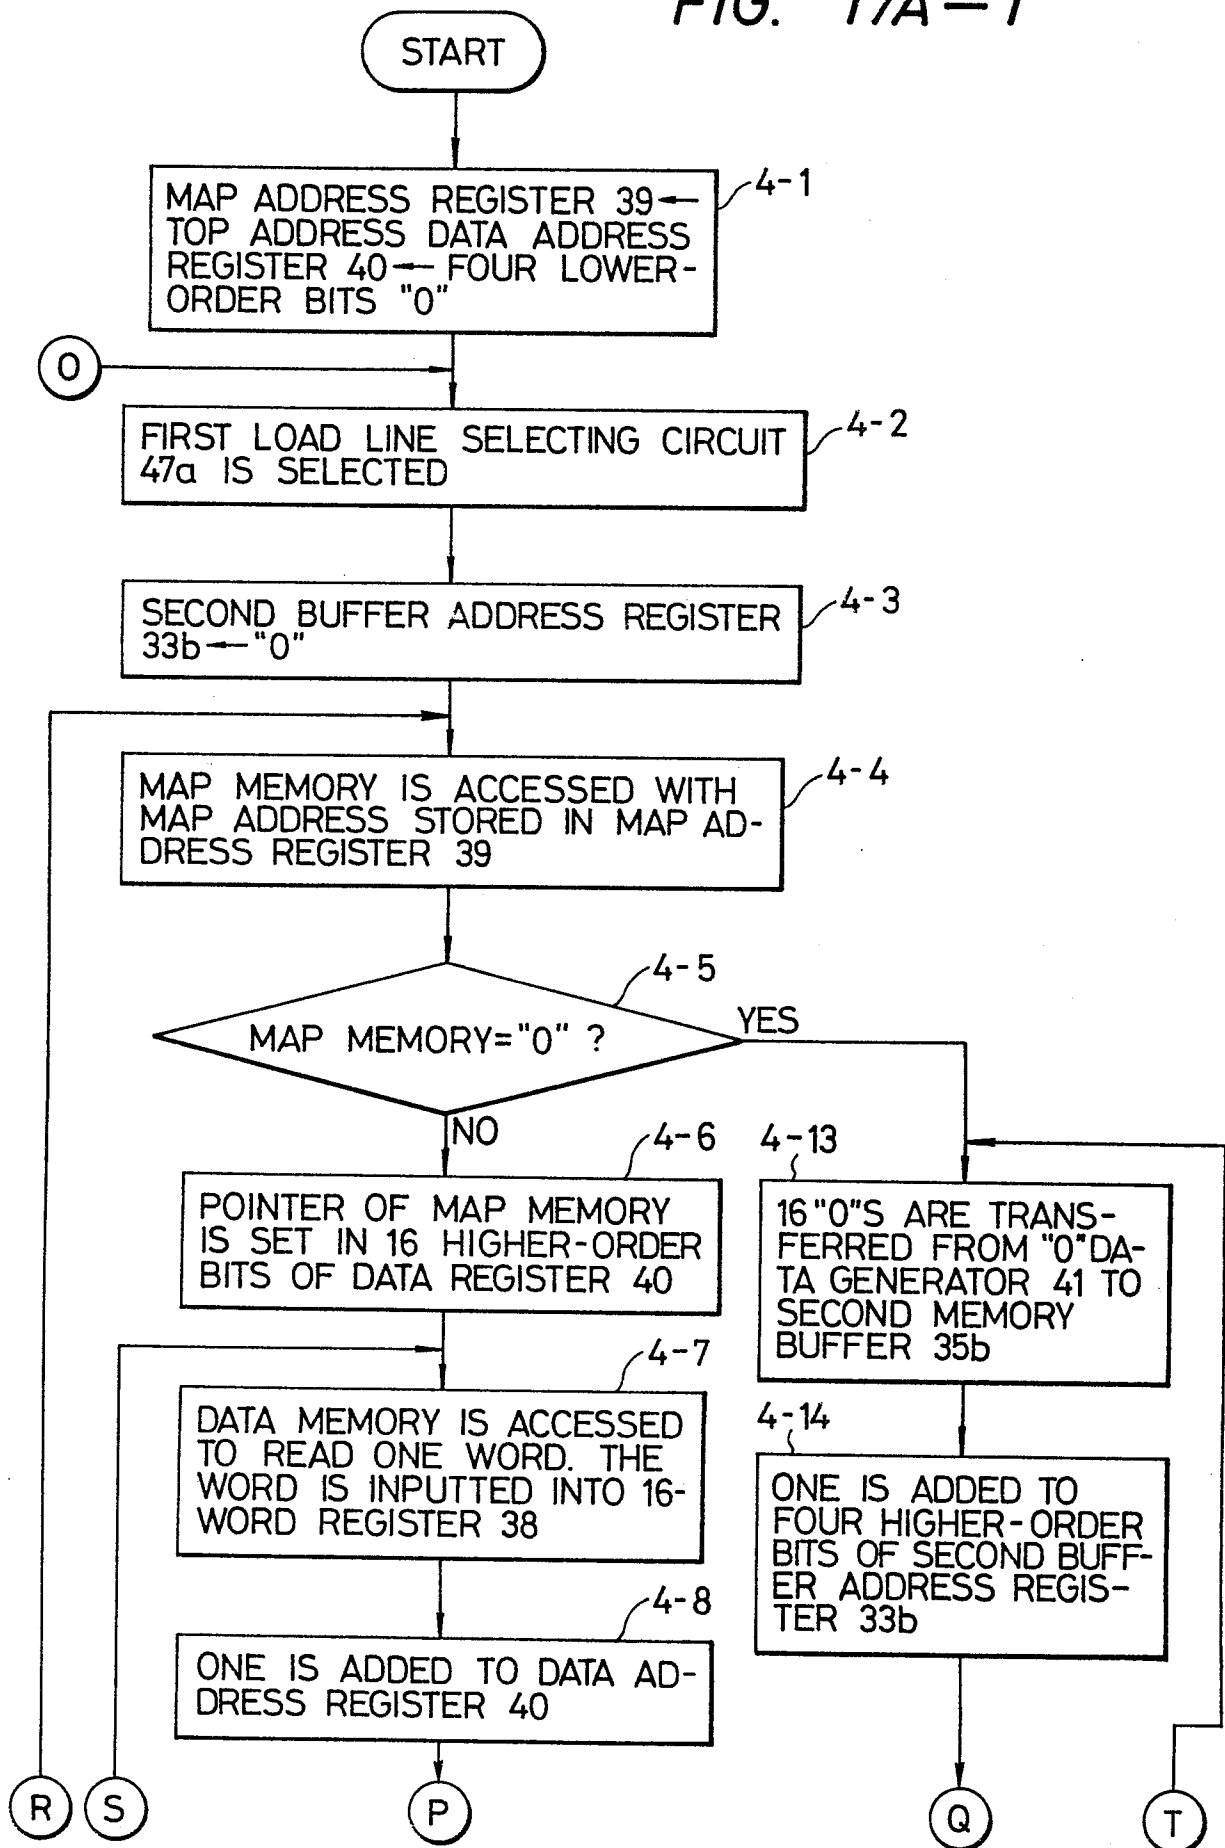 FIG. 17A-1
START
4-1
MAP ADDRESS REGISTER 39←
TOP ADDRESS DATA ADDRESS
REGISTER 40← FOUR LOWER-
ORDER BITS "0"
O
4-2
FIRST LOAD LINE SELECTING CIRCUIT
47a IS SELECTED
4-3
SECOND BUFFER ADDRESS REGISTER
33b←"0"
4-4
MAP MEMORY IS ACCESSED WITH
MAP ADDRESS STORED IN MAP AD-
DRESS REGISTER 39
4-5
MAP MEMORY="0" ?
YES
NO
4-6
POINTER OF MAP MEMORY
IS SET IN 16 HIGHER-ORDER
BITS OF DATA REGISTER 40
4-13
16 "0"S ARE TRANS-
FERRED FROM "0" DA-
TA GENERATOR 41 TO
SECOND MEMORY
BUFFER 35b
4-7
DATA MEMORY IS ACCESSED
TO READ ONE WORD. THE
WORD IS INPUTTED INTO 16-
WORD REGISTER 38
4-14
ONE IS ADDED TO
FOUR HIGHER-ORDER
BITS OF SECOND BUFF-
ER ADDRESS REGIS-
TER 33b
4-8
ONE IS ADDED TO DATA AD-
DRESS REGISTER 40
R
S
P
Q
T